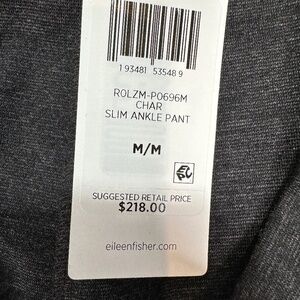 1 93481 53548 9
R0LZM-P0696M
CHAR
SLIM ANKLE PANT
M/M
SUGGESTED RETAIL PRICE
$218.00
eileenfisher.com